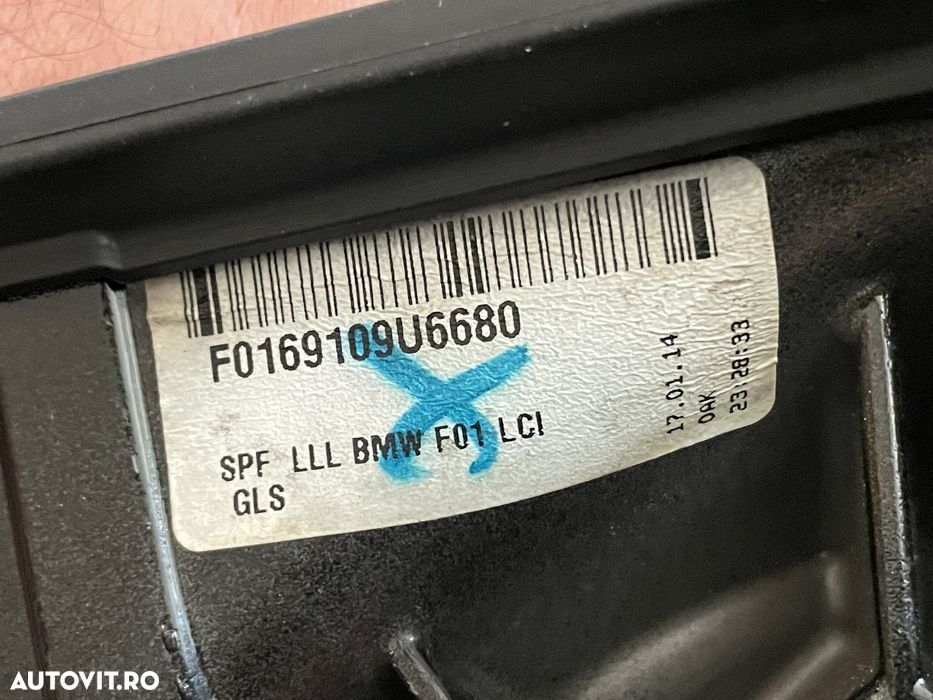 F0169109U6680
SPF LLL BMW F01 LCI
GLS
17.01.14
OAK
23:28:33
AUTOVIT.RO